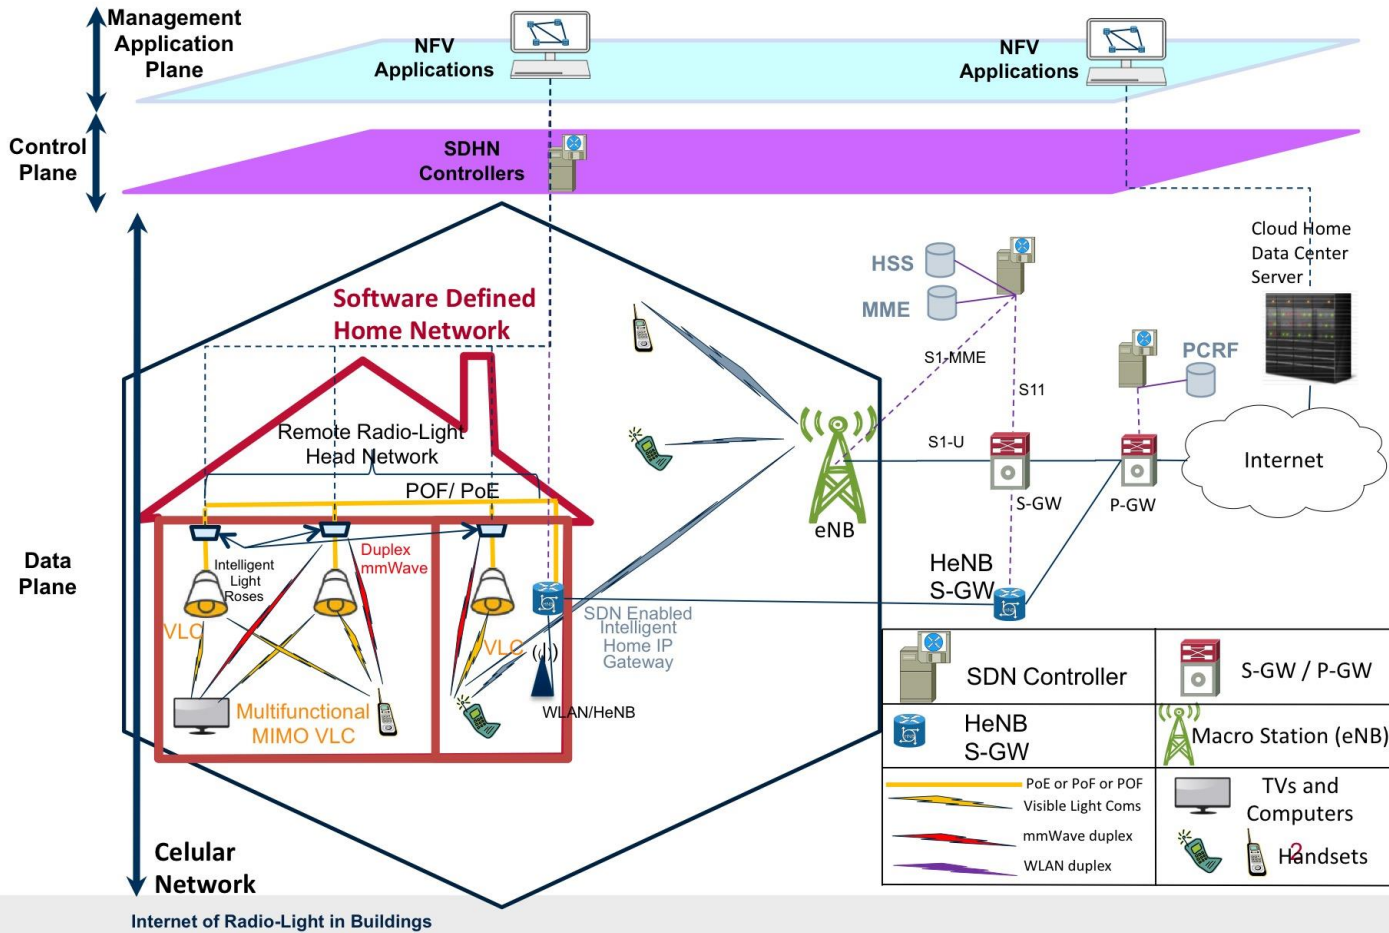 Management
Application
Plane
NFV
Applications
NFV
Applications
Control
Plane
SDHN
Controllers
Cloud Home
Data Center
Server
HSS
MME
Software Defined
Home Network
S1-MME
S11
PCRF
Remote Radio-Light
Head Network
S1-U
Internet
POF/ PoE
S-GW
P-GW
eNB
Duplex
mmWave
Intelligent
Light
Roses
Data
Plane
HeNB
S-GW
SDN Enabled
Intelligent
Home IP
Gateway
VLC
VLC
SDN Controller
S-GW / P-GW
Multifunctional
MIMO VLC
WLAN/HeNB
HeNB
S-GW
Macro Station (eNB)
PoE or PoF or POF
Visible Light Coms
mmWave duplex
WLAN duplex
TVs and
Computers
Handsets
2
Celular
Network
Internet of Radio-Light in Buildings